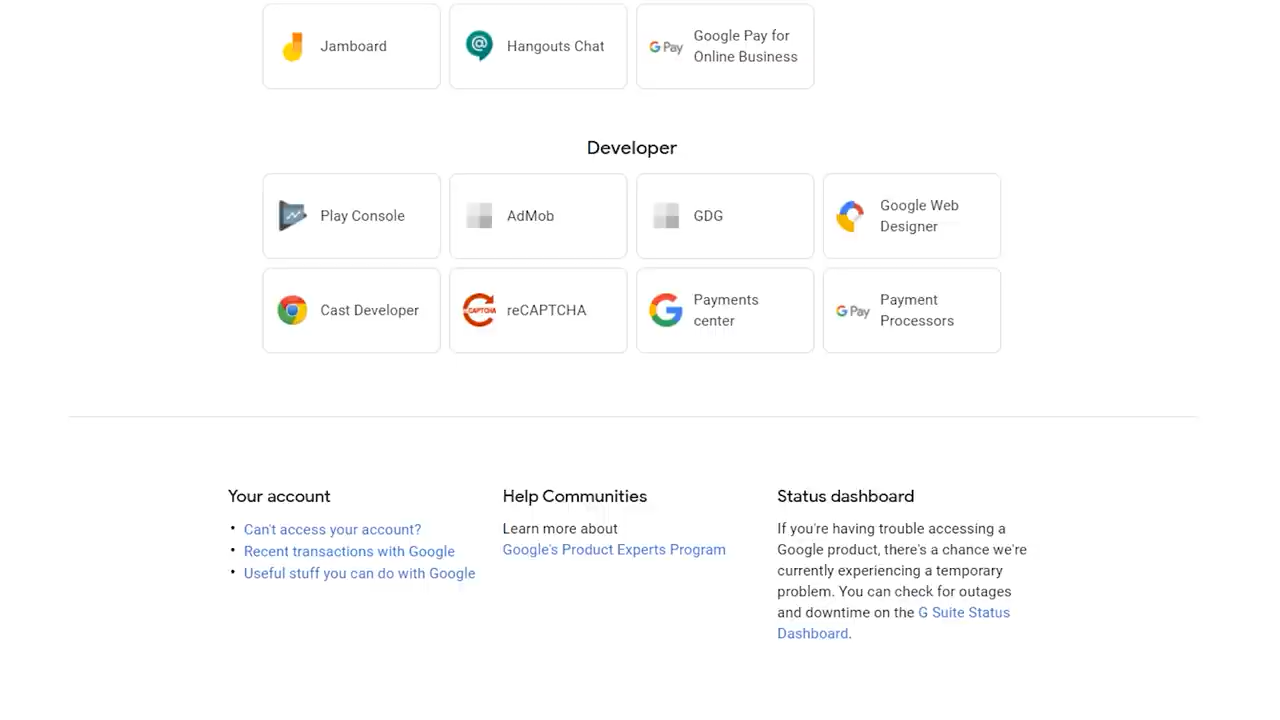 Jamboard
Hangouts Chat
G Pay
Google Pay for
Online Business
Developer
Play Console
AdMob
GDG
Google Web
Designer
Cast Developer
CAPTCHA
reCAPTCHA
Payments
center
G Pay
Payment
Processors
Your account
• Can't access your account?
• Recent transactions with Google
• Useful stuff you can do with Google
Help Communities
Learn more about
Google's Product Experts Program
Status dashboard
If you're having trouble accessing a
Google product, there's a chance we're
currently experiencing a temporary
problem. You can check for outages
and downtime on the G Suite Status
Dashboard.